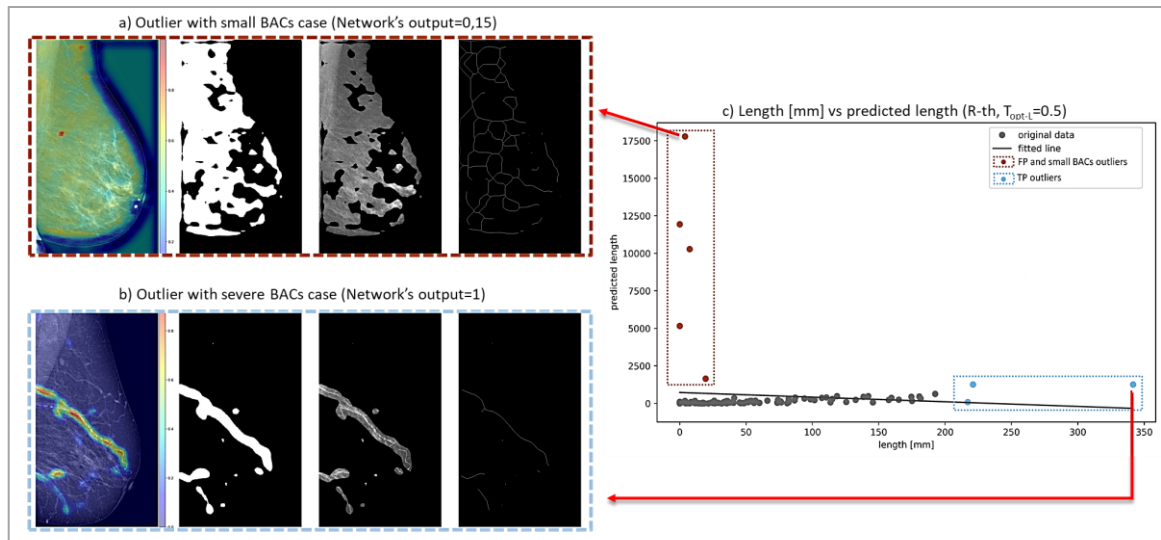 a) Outlier with small BACs case (Network's output=0,15)
b) Outlier with severe BACs case (Network's output=1)
c) Length [mm] vs predicted length (R-th, Topt-L=0.5)
original data
fitted line
FP and small BACs outliers
TP outliers
17500
15000
12500
10000
7500
5000
2500
0
predicted length
0
50
100
150
200
250
300
350
length [mm]